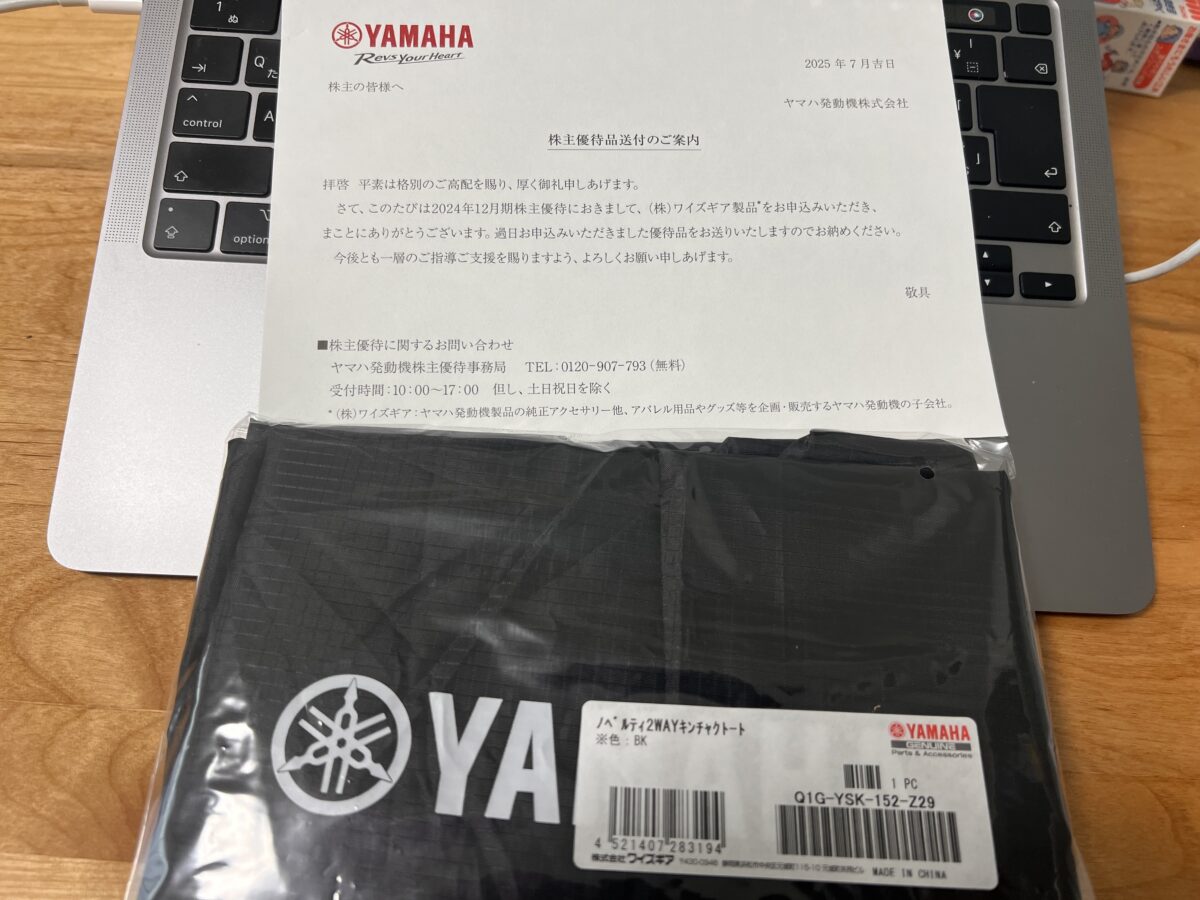 YAMAHA
Revs Your Heart
2025年7月吉日
株主の皆様へ
ヤマハ発動機株式会社
株主優待品送付のご案内
拝啓 平素は格別のご高配を賜り、厚く御礼申しあげます。
さて、このたびは2024年12月期株主優待におきまして、(株)ワイズギア製品*をお申込みいただき、
まことにありがとうございます。過日お申込みいただきました優待品をお送りいたしますのでお納めください。
今後とも一層のご指導ご支援を賜りますよう、よろしくお願い申しあげます。
敬具
■株主優待に関するお問い合わせ
ヤマハ発動機株主優待事務局 TEL:0120-907-793(無料)
受付時間:10:00~17:00 但し、土日祝日を除く
*(株)ワイズギア:ヤマハ発動機製品の純正アクセサリー他、アパレル用品やグッズ等を企画・販売するヤマハ発動機の子会社。
YA
ノベルティ2WAYキンチャクトート
※色:BK
YAMAHA
GENUINE
Parts & Accessories
1 PC
Q1G-YSK-152-Z29
4 521407 283194
株式会社ワイズギア
MADE IN CHINA
1
ぬ
Q
た
control
A
option
¥